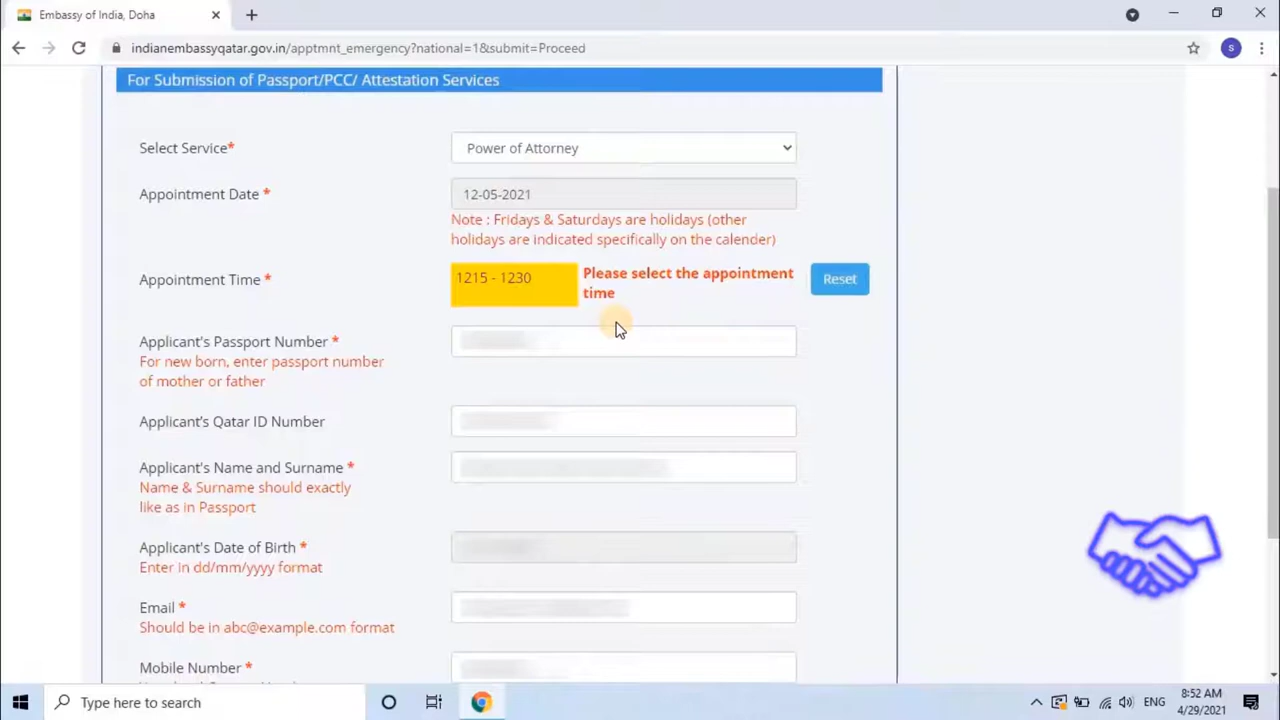 Embassy of India, Doha
indianembassyqatar.gov.in/apptmnt_emergency?national=1&submit=Proceed
S
For Submission of Passport/PCC/ Attestation Services
Select Service*
Power of Attorney
Appointment Date *
12-05-2021
Note : Fridays & Saturdays are holidays (other
holidays are indicated specifically on the calender)
Appointment Time *
1215 - 1230
Please select the appointment
time
Reset
Applicant's Passport Number *
For new born, enter passport number
of mother or father
Applicant's Qatar ID Number
Applicant's Name and Surname *
Name & Surname should exactly
like as in Passport
Applicant's Date of Birth *
Enter in dd/mm/yyyy format
Email *
Should be in abc@example.com format
Mobile Number *
Type here to search
ENG
8:52 AM
4/29/2021